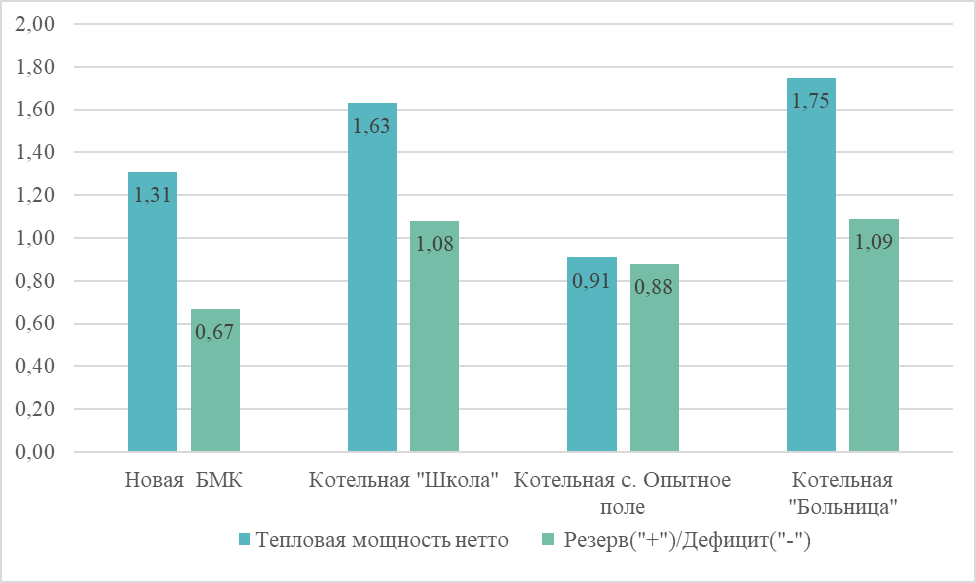 2,00
1,80
1,60
1,40
1,20
1,00
0,80
0,60
0,40
0,20
0,00
1,31
0,67
1,63
1,08
0,91
0,88
1,75
1,09
Новая БМК
Котельная "Школа"
Котельная с. Опытное
поле
Котельная
"Больница"
Тепловая мощность нетто
Резерв("+")/Дефицит("-")